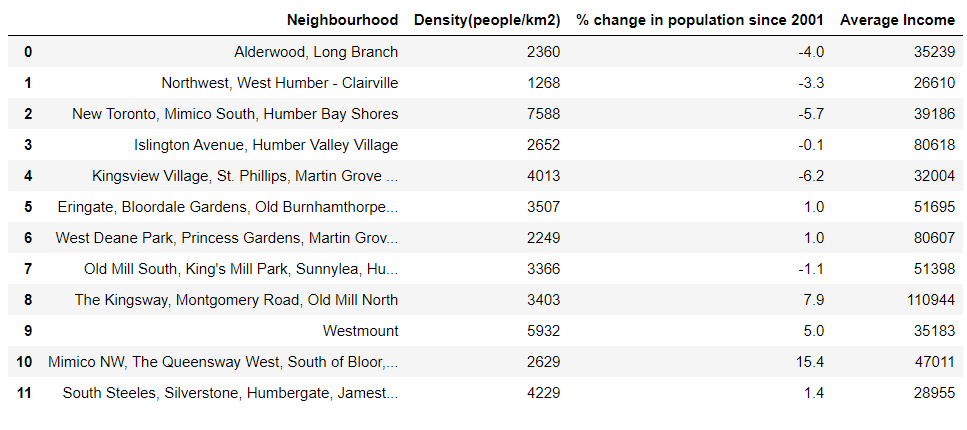 Neighbourhood Density(people/km2) % change in population since 2001 Average Income
0 Alderwood, Long Branch 2360 -4.0 35239
1 Northwest, West Humber - Clairville 1268 -3.3 26610
2 New Toronto, Mimico South, Humber Bay Shores 7588 -5.7 39186
3 Islington Avenue, Humber Valley Village 2652 -0.1 80618
4 Kingsview Village, St. Phillips, Martin Grove ... 4013 -6.2 32004
5 Eringate, Bloordale Gardens, Old Burnhamthorpe... 3507 1.0 51695
6 West Deane Park, Princess Gardens, Martin Grov... 2249 1.0 80607
7 Old Mill South, King's Mill Park, Sunnylea, Hu... 3366 -1.1 51398
8 The Kingsway, Montgomery Road, Old Mill North 3403 7.9 110944
9 Westmount 5932 5.0 35183
10 Mimico NW, The Queensway West, South of Bloor,... 2629 15.4 47011
11 South Steeles, Silverstone, Humbergate, Jamest... 4229 1.4 28955